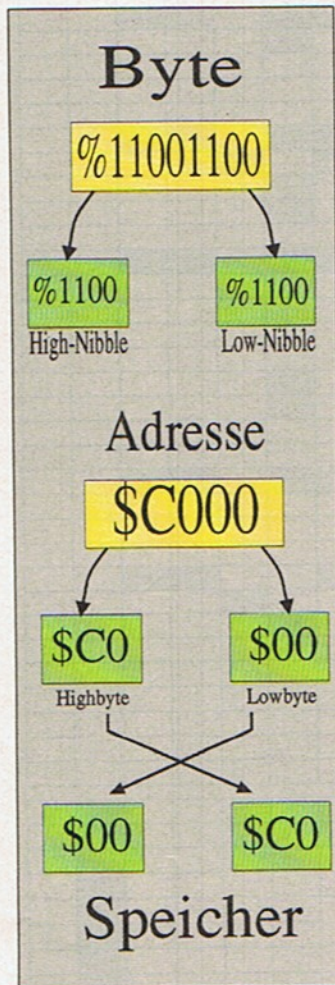 Byte
%11001100
%1100 %1100
High-Nibble Low-Nibble
Adresse
$C000
$C0 $00
Highbyte Lowbyte
$00 $C0
Speicher